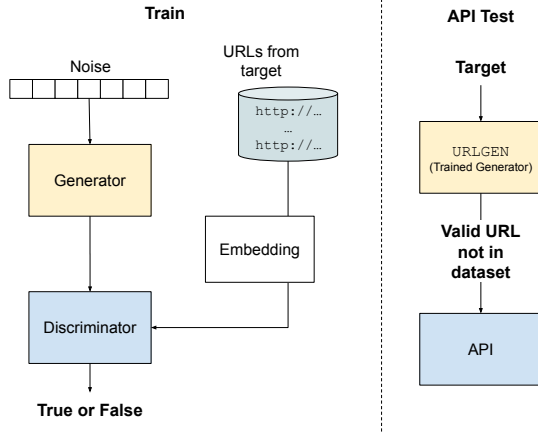 Train
Noise
URLs from
target
http://…
…
http://…
Generator
Embedding
Discriminator
True or False
API Test
Target
URLGEN
(Trained Generator)
Valid URL
not in
dataset
API